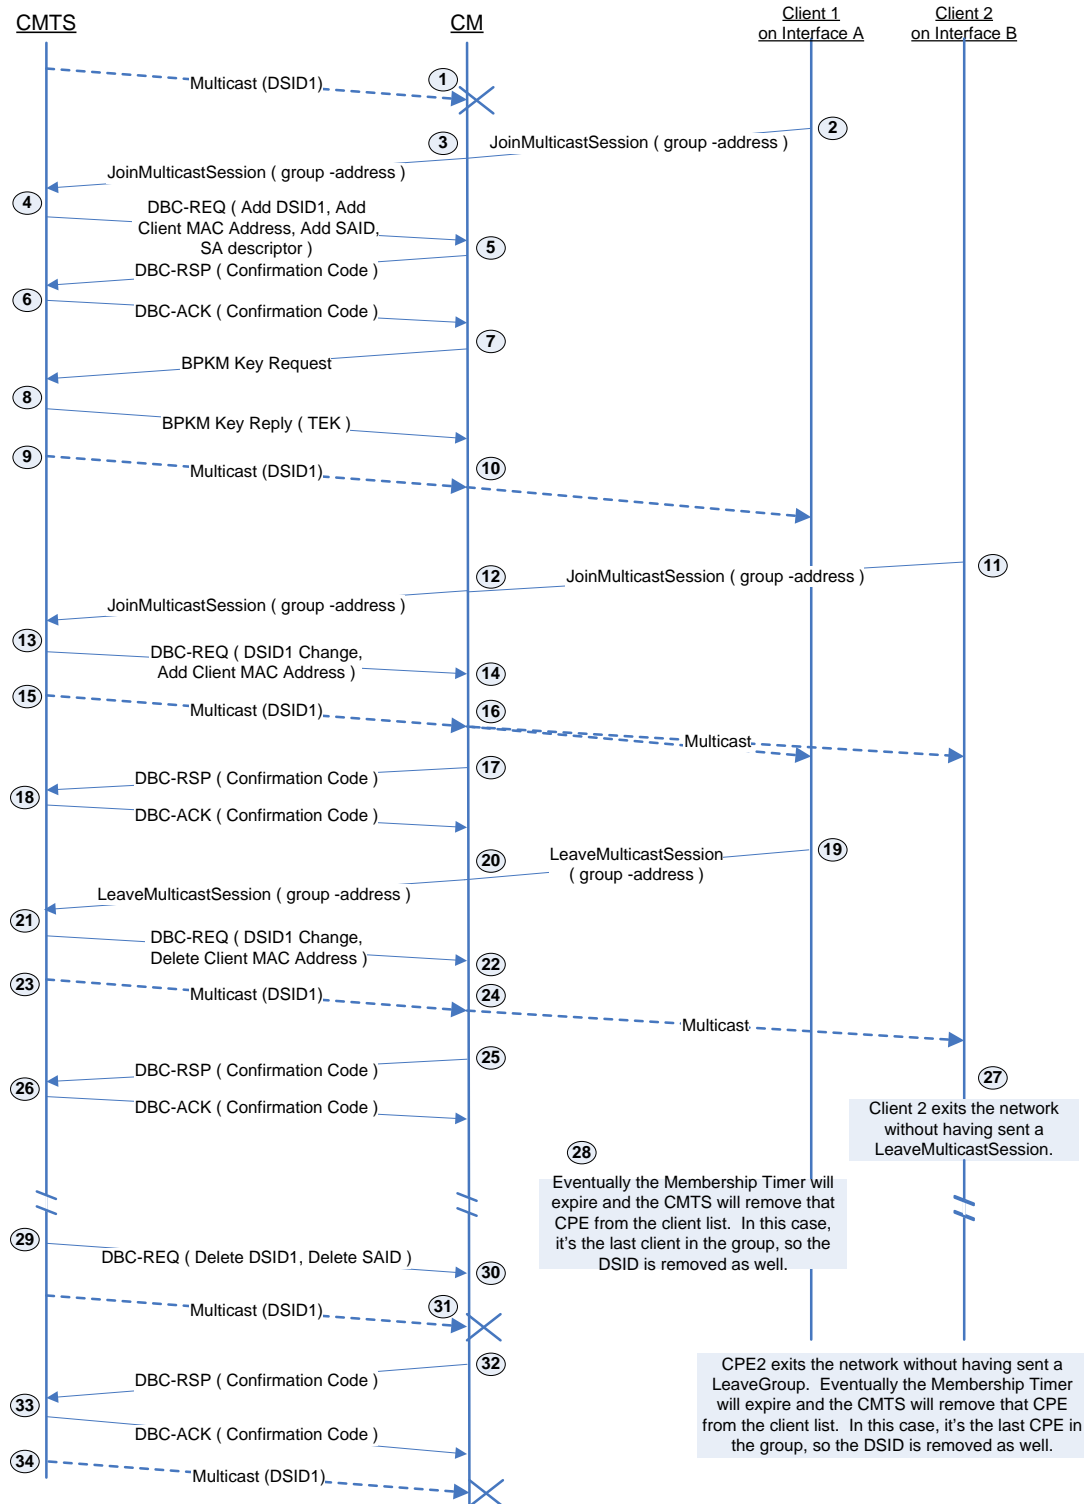 CMTS
CM
Client 1
on Interface A
Client 2
on Interface B
1
Multicast (DSID1)
2
3
JoinMulticastSession ( group -address )
JoinMulticastSession ( group -address )
4
DBC-REQ ( Add DSID1, Add
Client MAC Address, Add SAID,
SA descriptor )
5
DBC-RSP ( Confirmation Code )
6
DBC-ACK ( Confirmation Code )
7
BPKM Key Request
8
BPKM Key Reply ( TEK )
9
Multicast (DSID1)
10
11
12
JoinMulticastSession ( group -address )
JoinMulticastSession ( group -address )
13
DBC-REQ ( DSID1 Change,
Add Client MAC Address )
14
15
Multicast (DSID1)
16
Multicast
17
DBC-RSP ( Confirmation Code )
18
DBC-ACK ( Confirmation Code )
19
20
LeaveMulticastSession
( group -address )
LeaveMulticastSession ( group -address )
21
DBC-REQ ( DSID1 Change,
Delete Client MAC Address )
22
23
Multicast (DSID1)
24
Multicast
25
DBC-RSP ( Confirmation Code )
26
DBC-ACK ( Confirmation Code )
27
Client 2 exits the network
without having sent a
LeaveMulticastSession.
28
Eventually the Membership Timer will
expire and the CMTS will remove that
CPE from the client list. In this case,
it's the last client in the group, so the
DSID is removed as well.
29
DBC-REQ ( Delete DSID1, Delete SAID )
30
31
Multicast (DSID1)
32
DBC-RSP ( Confirmation Code )
33
DBC-ACK ( Confirmation Code )
34
Multicast (DSID1)
CPE2 exits the network without having sent a
LeaveGroup. Eventually the Membership Timer
will expire and the CMTS will remove that CPE
from the client list. In this case, it's the last CPE in
the group, so the DSID is removed as well.